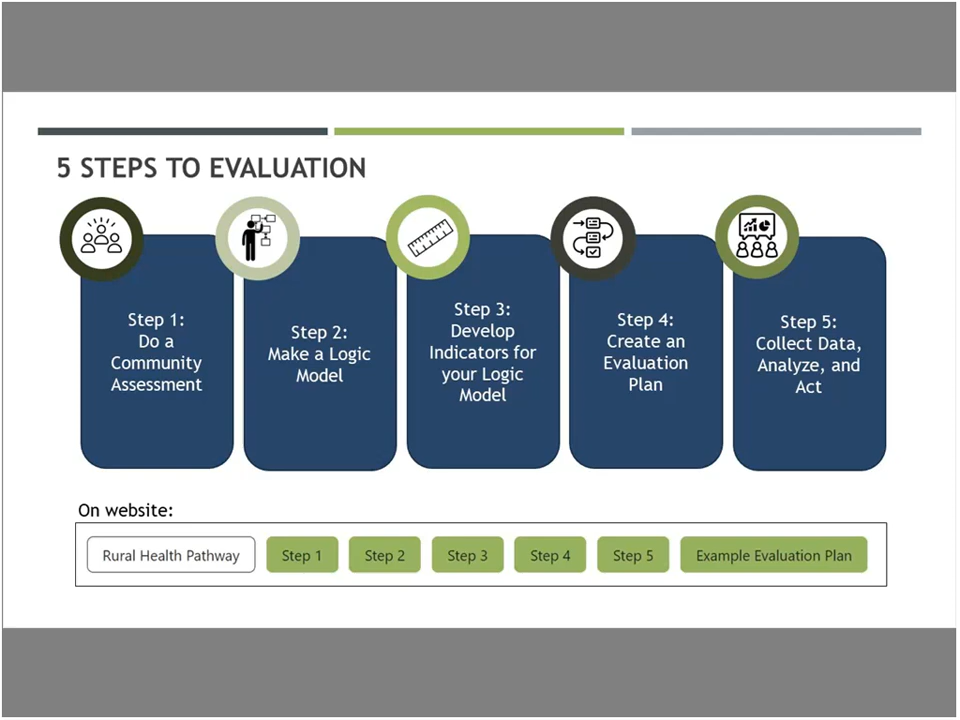 5 STEPS TO EVALUATION
Step 1:
Do a
Community
Assessment
Step 2:
Make a Logic
Model
Step 3:
Develop
Indicators for
your Logic
Model
Step 4:
Create an
Evaluation
Plan
Step 5:
Collect Data,
Analyze, and
Act
On website:
Rural Health Pathway
Step 1
Step 2
Step 3
Step 4
Step 5
Example Evaluation Plan